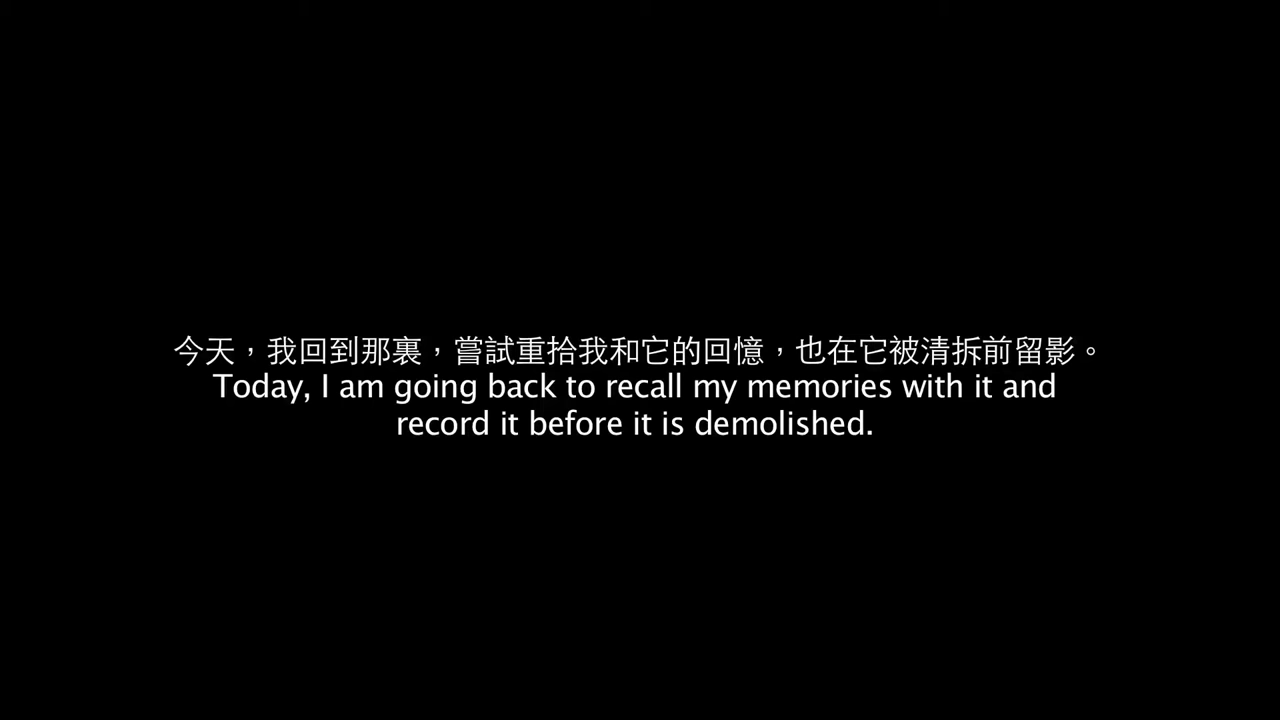 今天，我回到那裏，嘗試重拾我和它的回憶，也在它被清拆前留影。
Today, I am going back to recall my memories with it and
record it before it is demolished.